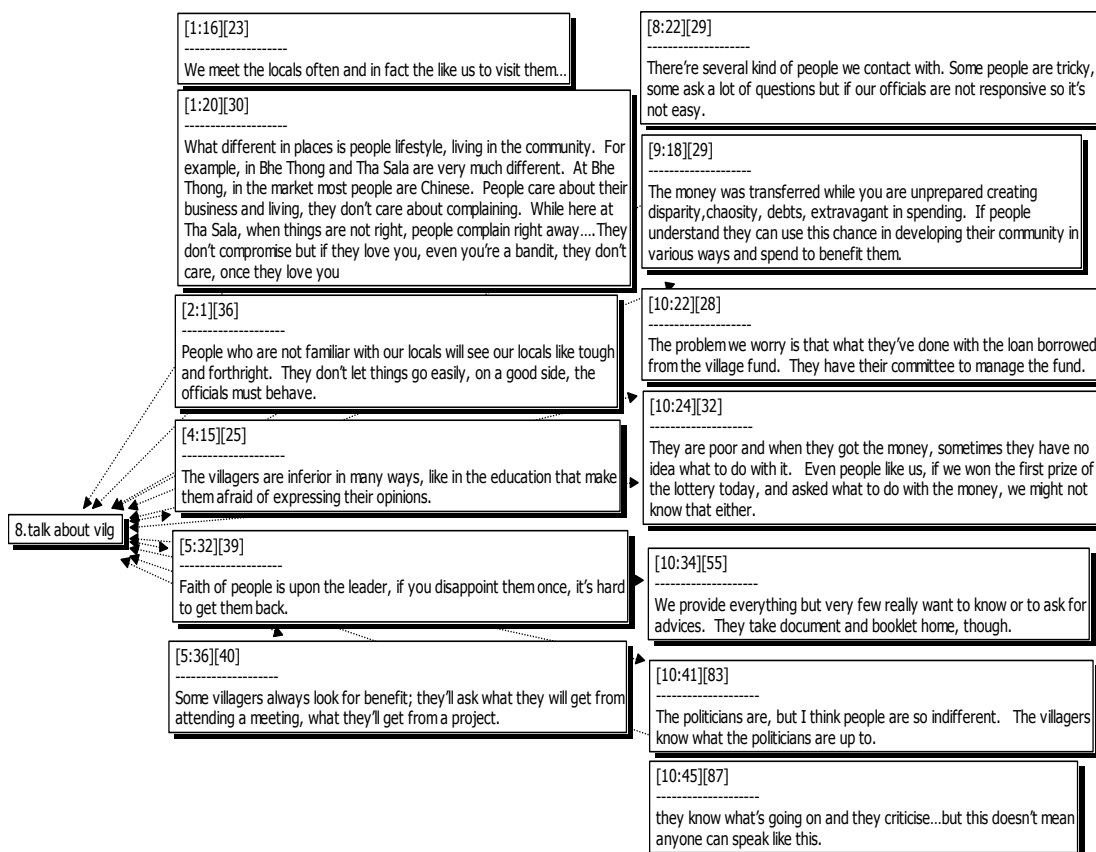 [1:16][23]
--------------------
We meet the locals often and in fact the like us to visit them...
[1:20][30]
--------------------
What different in places is people lifestyle, living in the community. For
example, in Bhe Thong and Tha Sala are very much different. At Bhe
Thong, in the market most people are Chinese. People care about their
business and living, they don't care about complaining. While here at
Tha Sala, when things are not right, people complain right away....They
don't compromise but if they love you, even you're a bandit, they don't
care, once they love you
[2:1][36]
--------------------
People who are not familiar with our locals will see our locals like tough
and forthright. They don't let things go easily, on a good side, the
officials must behave.
[4:15][25]
--------------------
The villagers are inferior in many ways, like in the education that make
them afraid of expressing their opinions.
8.talk about vilg
[5:32][39]
--------------------
Faith of people is upon the leader, if you disappoint them once, it's hard
to get them back.
[5:36][40]
--------------------
Some villagers always look for benefit; they'll ask what they will get from
attending a meeting, what they'll get from a project.
[8:22][29]
--------------------
There're several kind of people we contact with. Some people are tricky,
some ask a lot of questions but if our officials are not responsive so it's
not easy.
[9:18][29]
--------------------
The money was transferred while you are unprepared creating
disparity,chaosity, debts, extravagant in spending. If people
understand they can use this chance in developing their community in
various ways and spend to benefit them.
[10:22][28]
--------------------
The problem we worry is that what they've done with the loan borrowed
from the village fund. They have their committee to manage the fund.
[10:24][32]
--------------------
They are poor and when they got the money, sometimes they have no
idea what to do with it. Even people like us, if we won the first prize of
the lottery today, and asked what to do with the money, we might not
know that either.
[10:34][55]
--------------------
We provide everything but very few really want to know or to ask for
advices. They take document and booklet home, though.
[10:41][83]
--------------------
The politicians are, but I think people are so indifferent. The villagers
know what the politicians are up to.
[10:45][87]
--------------------
they know what's going on and they criticise...but this doesn't mean
anyone can speak like this.